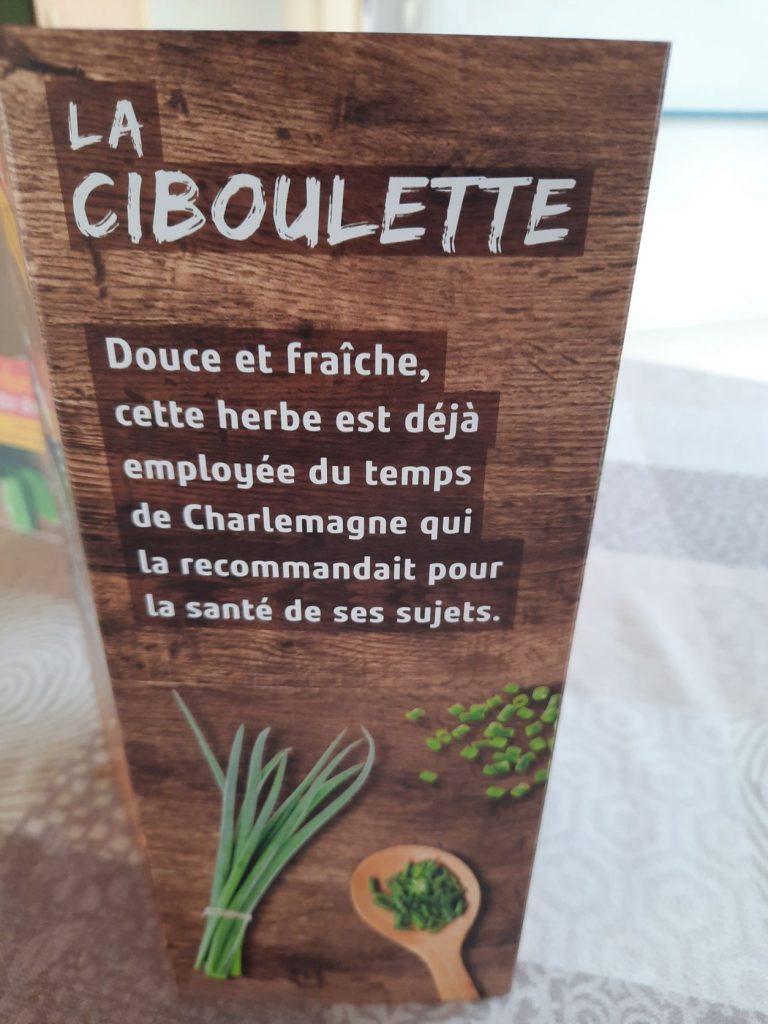 LA
CIBOULETTE
Douce et fraîche,
cette herbe est déjà
employée du temps
de Charlemagne qui
la recommandait pour
la santé de ses sujets.